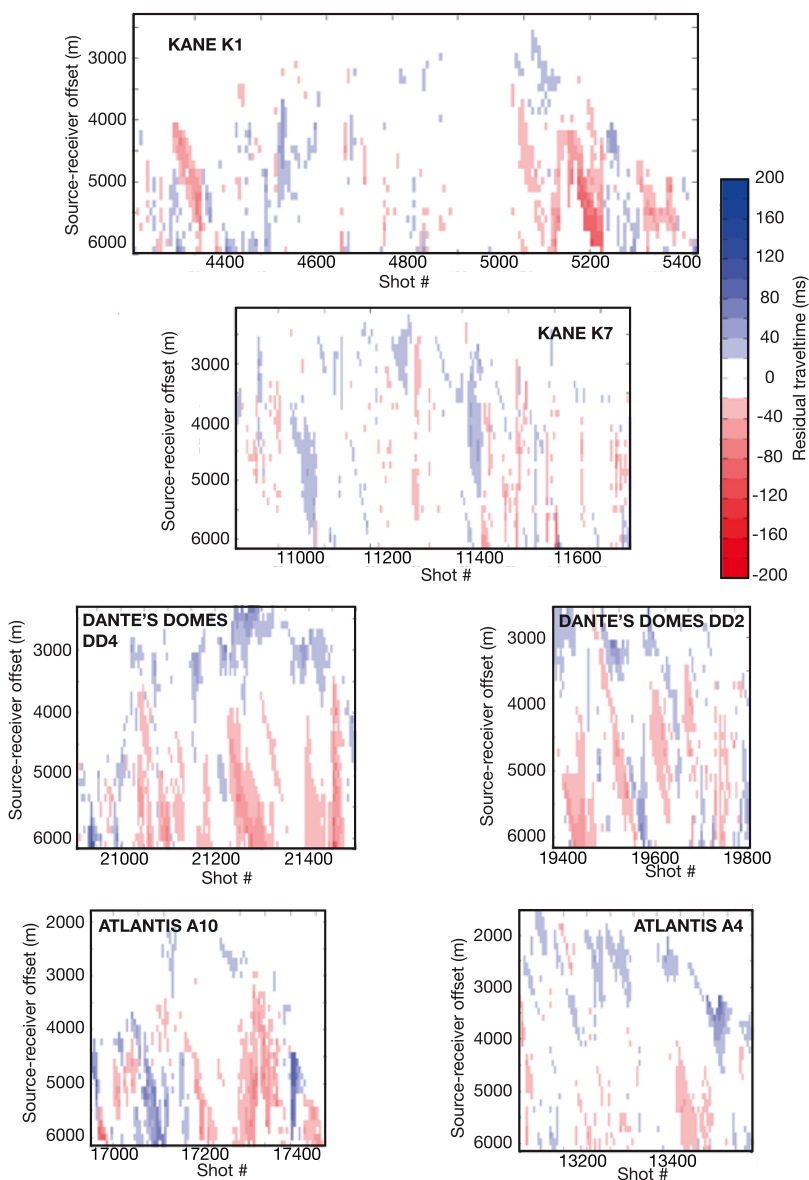 KANE K1
Source-receiver offset (m)
3000
4000
5000
6000
4400 4600 4800 5000 5200 5400
Shot #
KANE K7
Source-receiver offset (m)
3000
4000
5000
6000
11000 11200 11400 11600
Shot #
200
160
120
80
40
0
-40
-80
-120
-160
-200
Residual traveltime (ms)
DANTE'S DOMES
DD4
Source-receiver offset (m)
3000
4000
5000
6000
21000 21200 21400
Shot #
DANTE'S DOMES DD2
Source-receiver offset (m)
3000
4000
5000
6000
19400 19600 19800
Shot #
ATLANTIS A10
Source-receiver offset (m)
2000
3000
4000
5000
6000
17000 17200 17400
Shot #
ATLANTIS A4
Source-receiver offset (m)
2000
3000
4000
5000
6000
13200 13400
Shot #